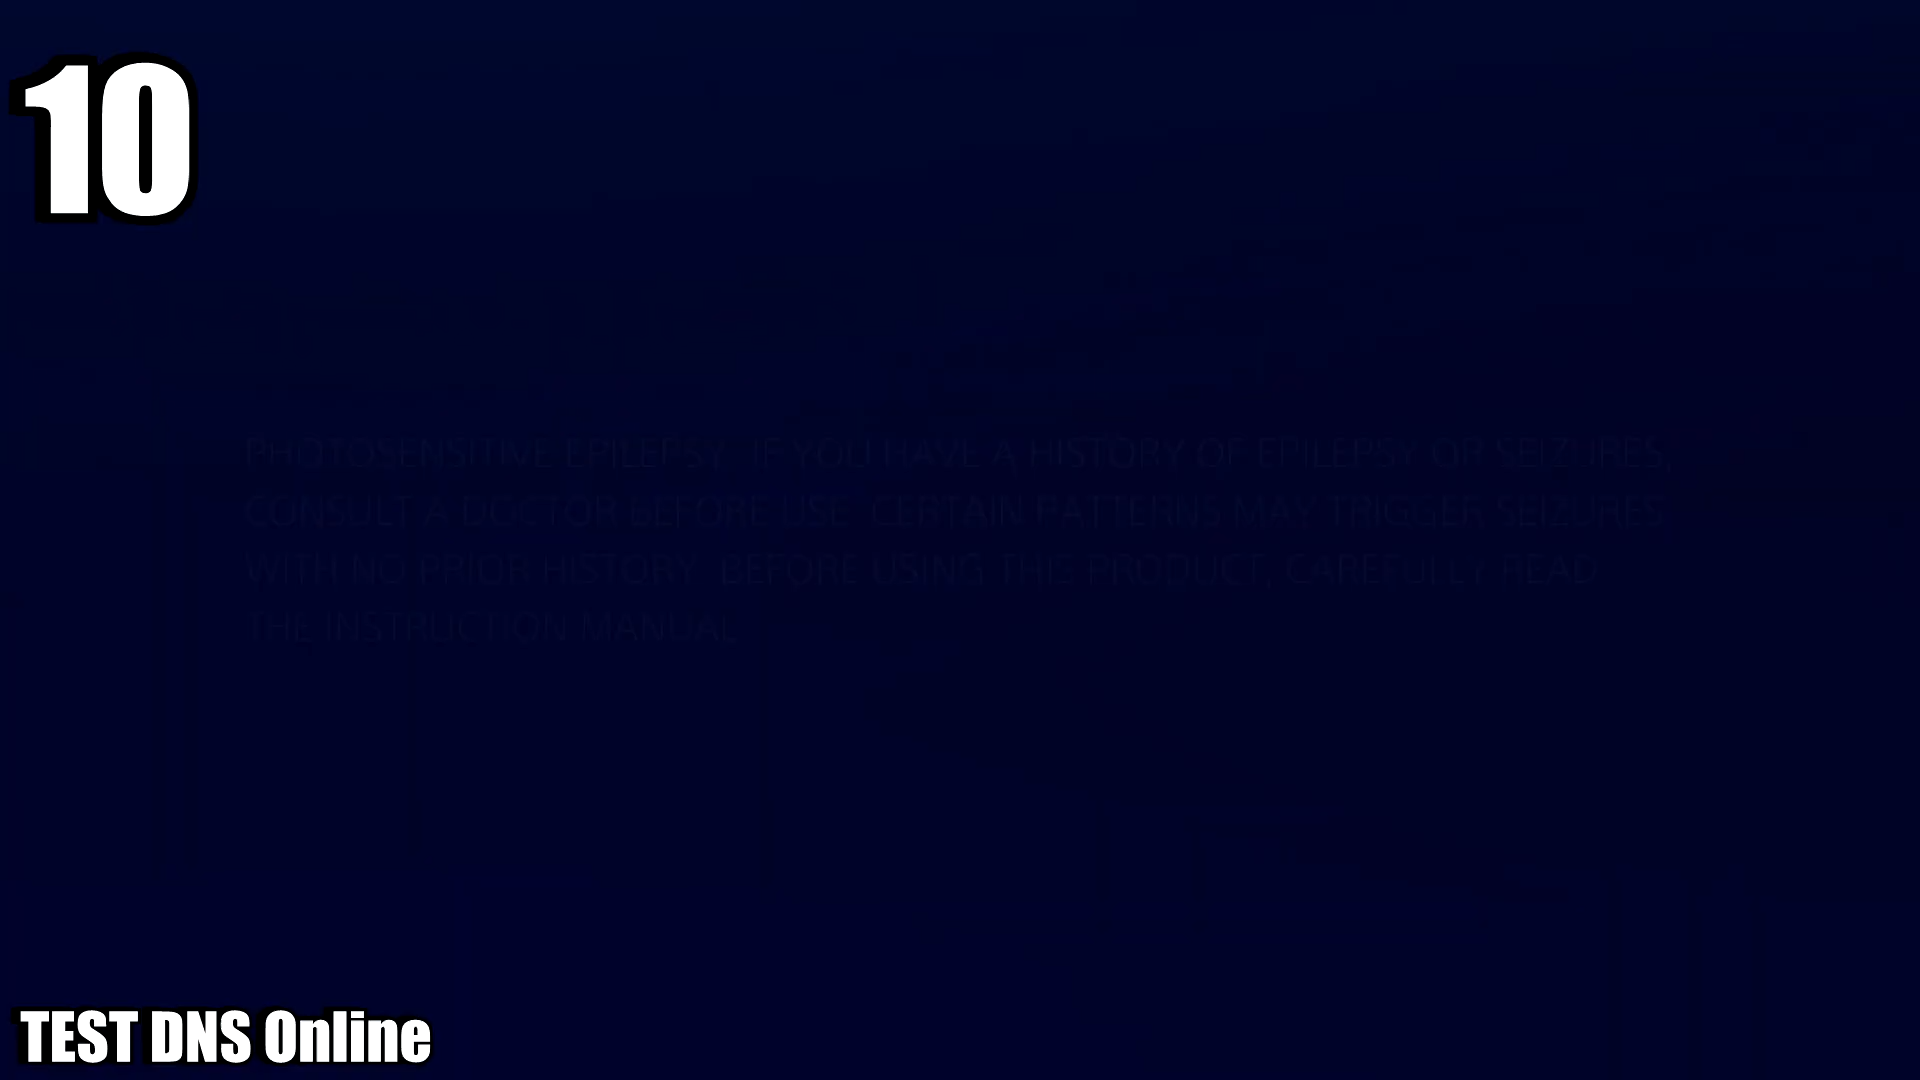 10
PHOTOSENSITIVE EPILEPSY IF YOU HAVE A HISTORY OF EPILEPSY OR SEIZURES,
CONSULT A DOCTOR BEFORE USE. CERTAIN PATTERNS MAY TRIGGER SEIZURES
WITH NO PRIOR HISTORY. BEFORE USING THIS PRODUCT, CAREFULLY READ
THE INSTRUCTION MANUAL
TEST DNS Online